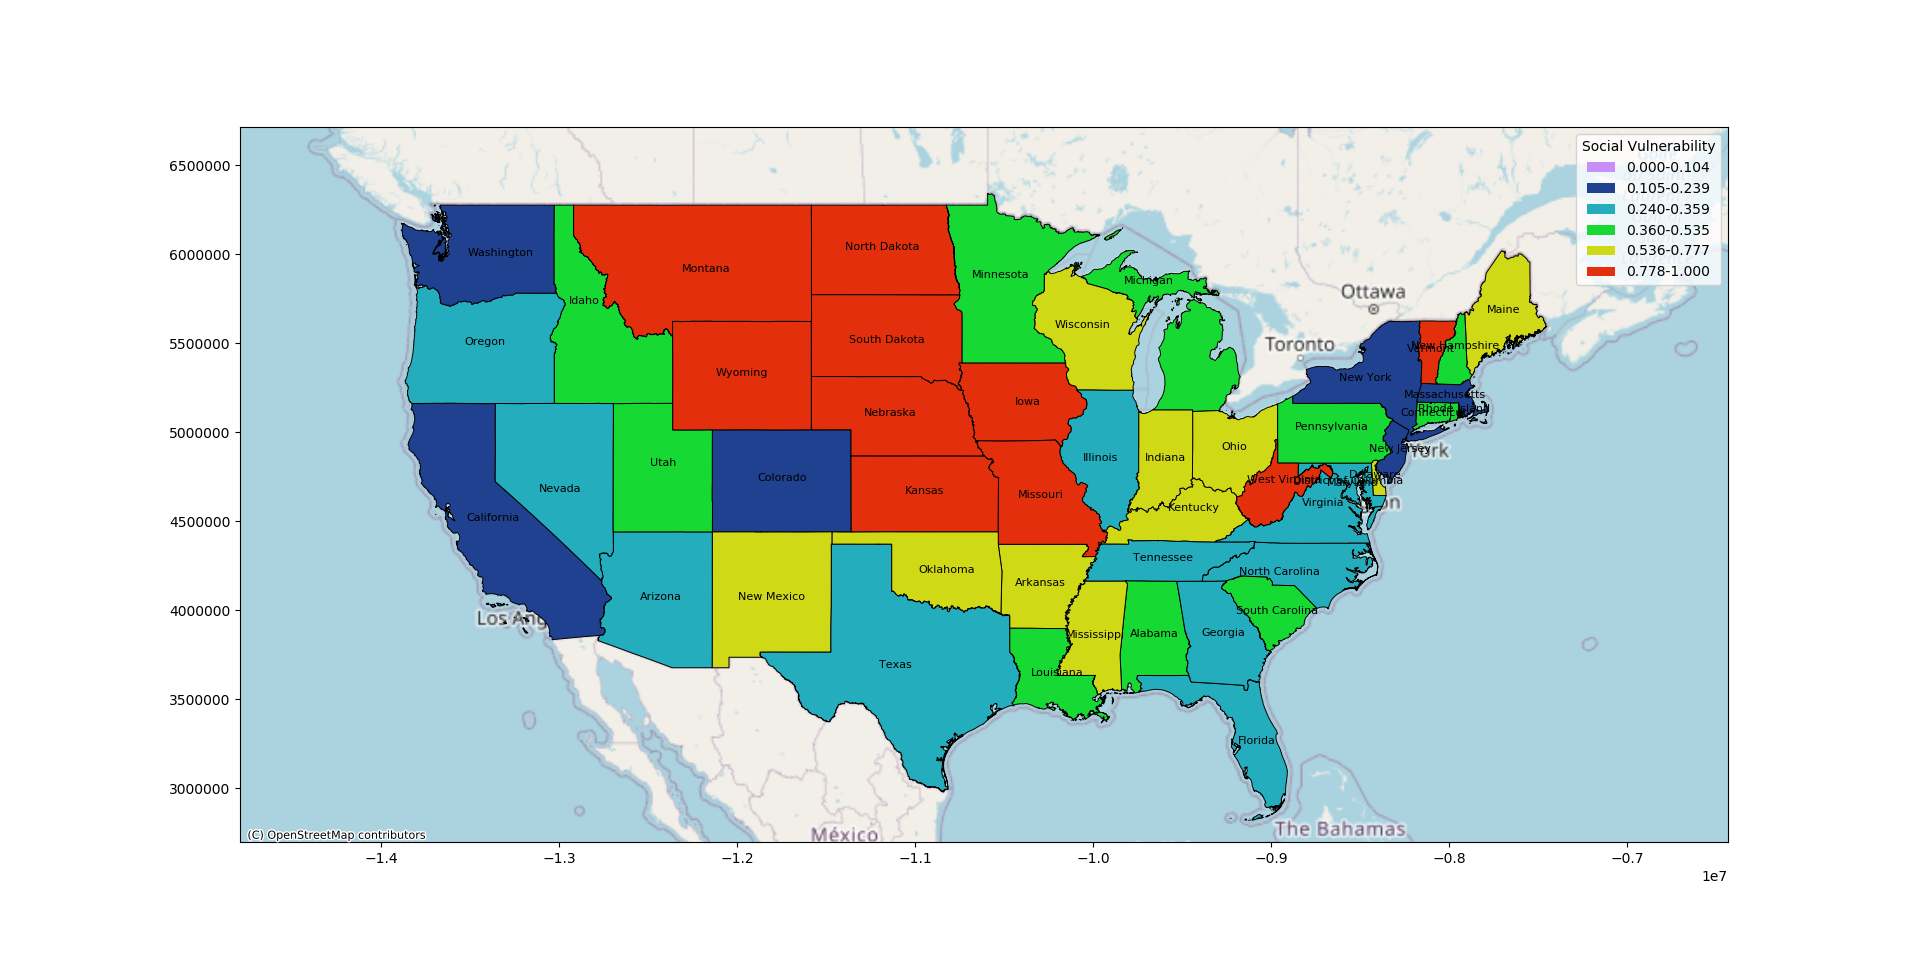 6500000
6000000
5500000
5000000
4500000
4000000
3500000
3000000
Social Vulnerability
0.000-0.104
0.105-0.239
0.240-0.359
0.360-0.535
0.536-0.777
0.778-1.000
Washington
Montana
North Dakota
Minnesota
Michigan
Idaho
Ottawa
Maine
Oregon
Wyoming
South Dakota
Wisconsin
Toronto
Vermont
New Hampshire
New York
Nebraska
Iowa
Massachusetts
Rhode Island
Connecticut
Pennsylvania
Utah
Nevada
Colorado
Kansas
Missouri
Illinois
Indiana
Ohio
New Jersey
York
Delaware
West Virginia
District of Columbia
Maryland
Virginia
Kentucky
California
Tennessee
North Carolina
Arizona
New Mexico
Oklahoma
Arkansas
South Carolina
Los Ang
Mississippi
Alabama
Georgia
Texas
Louisiana
Florida
México
The Bahamas
(C) OpenStreetMap contributors
−1.4 −1.3 −1.2 −1.1 −1.0 −0.9 −0.8 −0.7
1e7